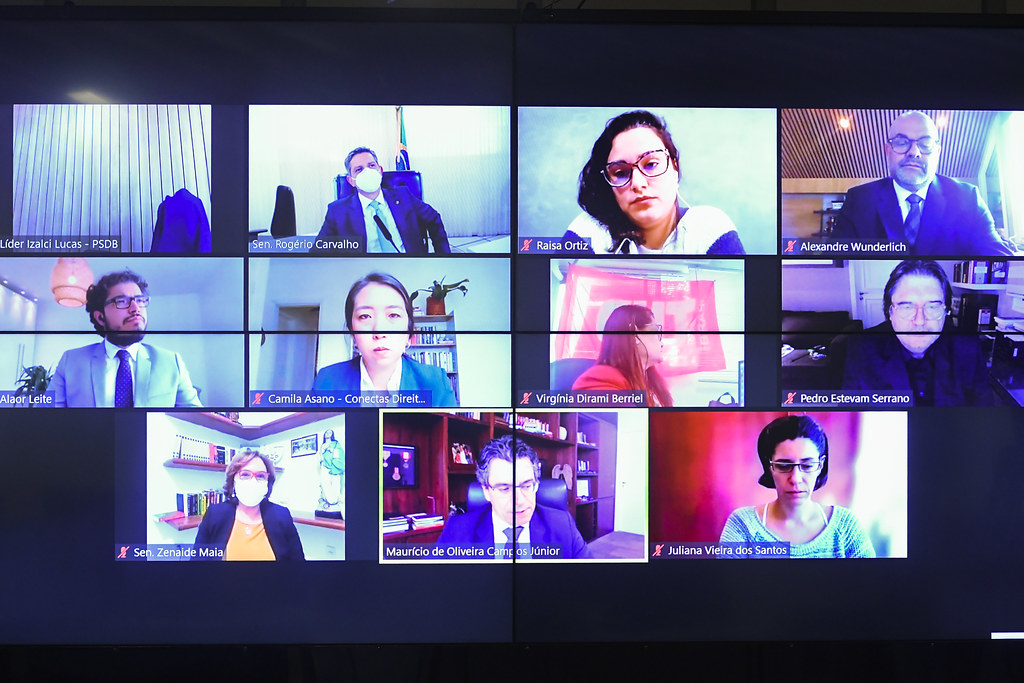 Líder Izalci Lucas - PSDB
Sen. Rogério Carvalho
Raisa Ortiz
Alexandre Wunderlich
Alaor Leite
Camila Asano - Conectas Direit...
Virgínia Dirami Berriel
Pedro Estevam Serrano
Sen. Zenaide Maia
Maurício de Oliveira Campos Júnior
Juliana Vieira dos Santos